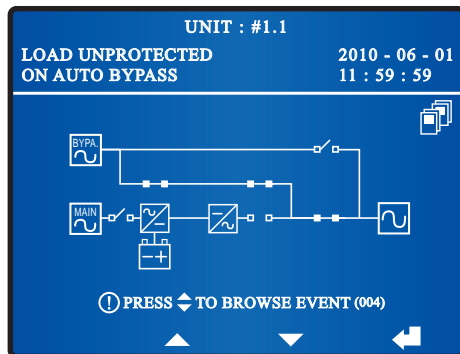 UNIT : #1.1
LOAD UNPROTECTED 2010 - 06 - 01
ON AUTO BYPASS 11 : 59 : 59
BYPA.
MAIN
PRESS TO BROWSE EVENT (004)